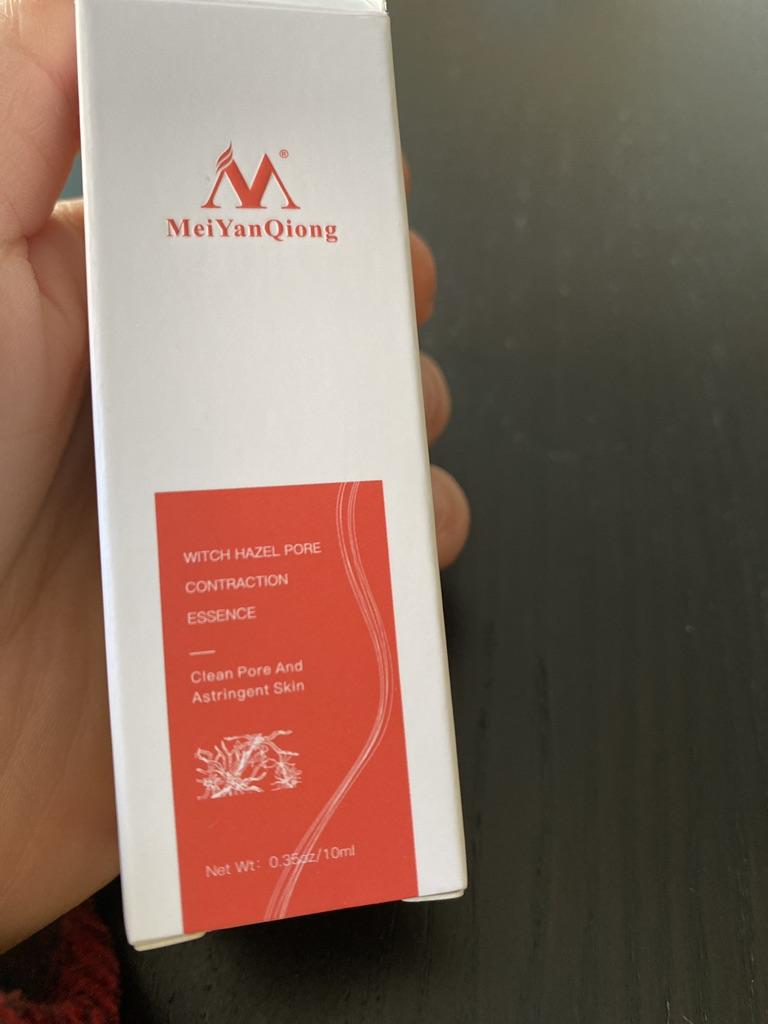 ®
MeiYanQiong
WITCH HAZEL PORE
CONTRACTION
ESSENCE
Clean Pore And
Astringent Skin
Net Wt: 0.35oz/10ml